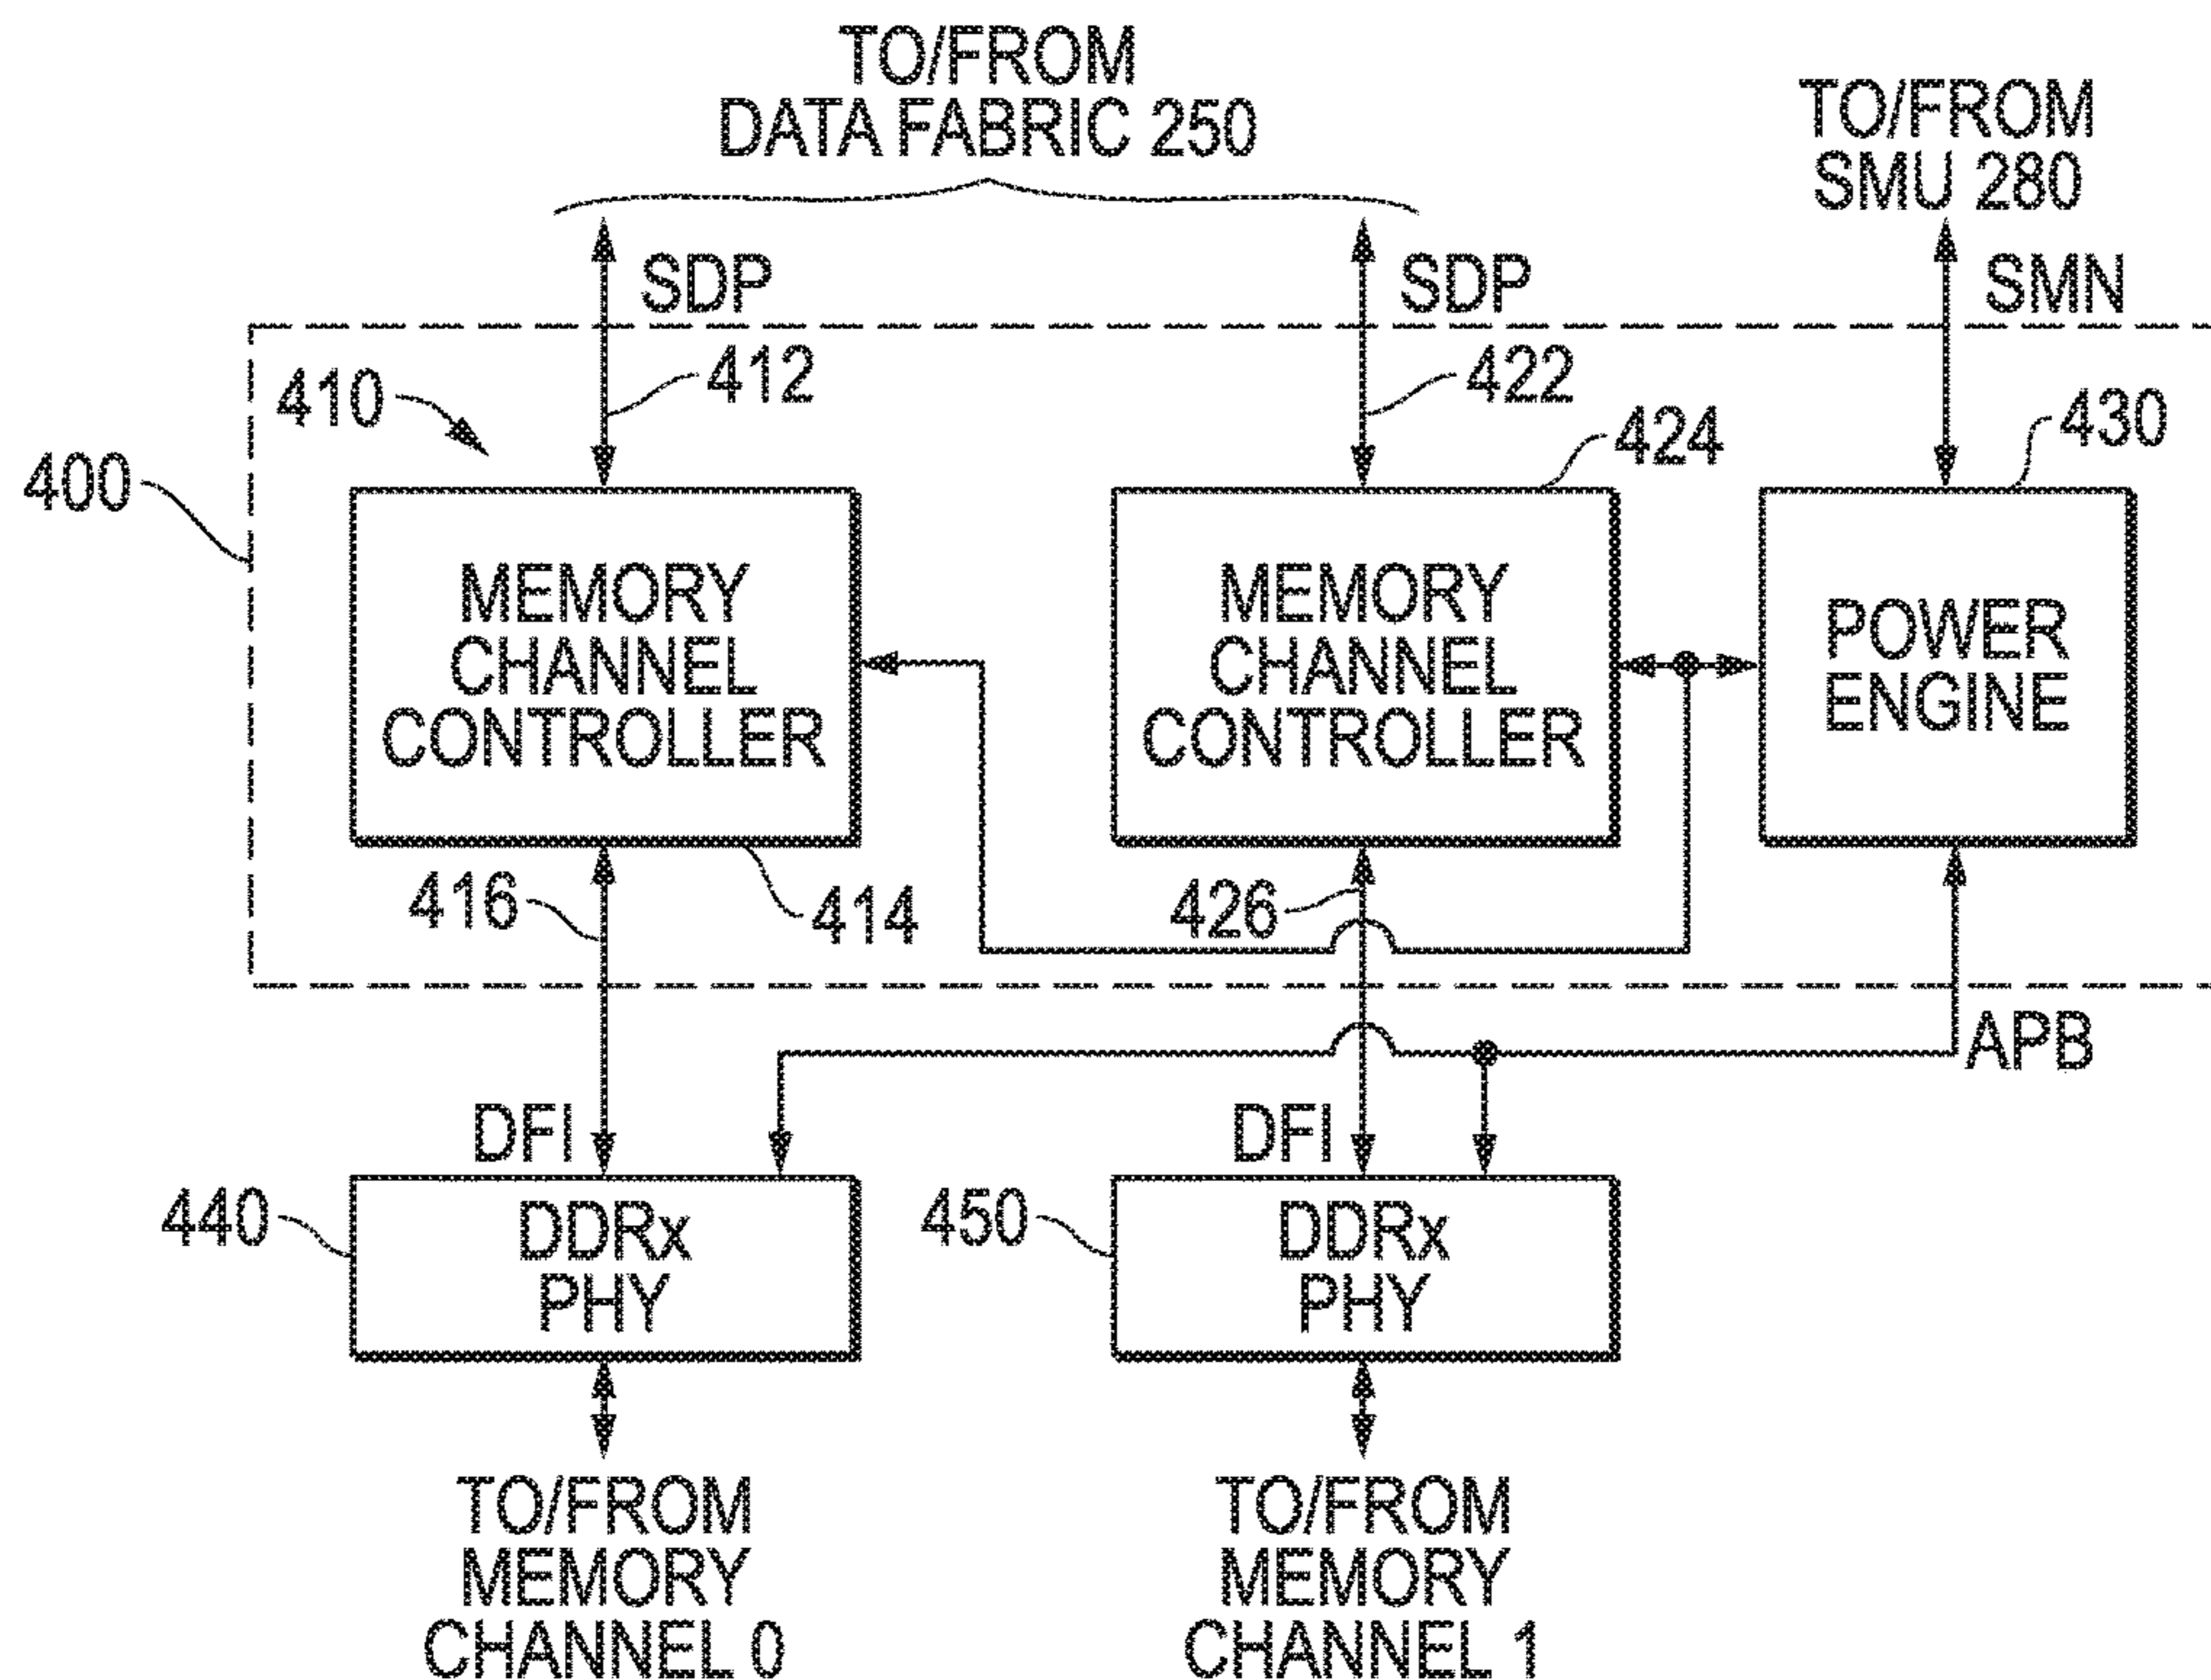 TO/FROM
DATA FABRIC 250
TO/FROM
SMU 280
SDP
SDP
SMN
412
422
410
424
430
400
MEMORY
CHANNEL
CONTROLLER
MEMORY
CHANNEL
CONTROLLER
POWER
ENGINE
416
414
426
APB
DFI
DFI
440
DDRx
PHY
450
DDRx
PHY
TO/FROM
MEMORY
CHANNEL 0
TO/FROM
MEMORY
CHANNEL 1